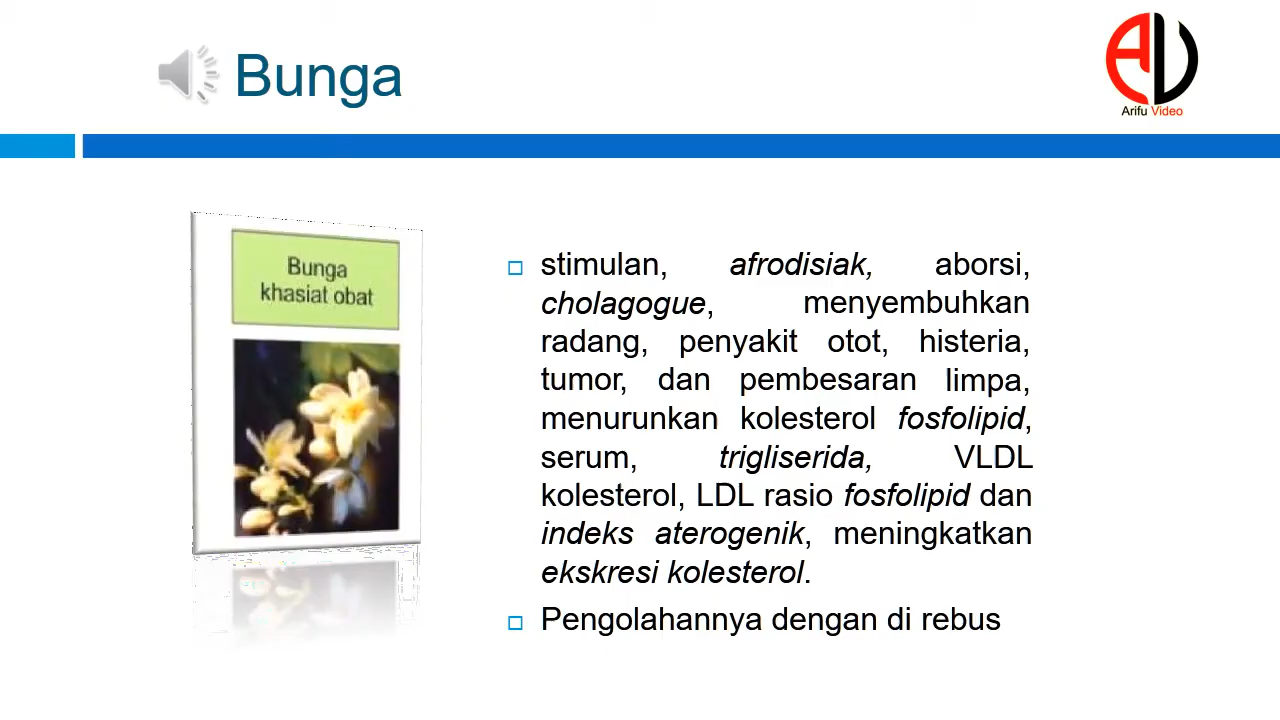 Bunga
Arifu Video
Bunga
khasiat obat
stimulan, afrodisiak, aborsi,
cholagogue, menyembuhkan
radang, penyakit otot, histeria,
tumor, dan pembesaran limpa,
menurunkan kolesterol fosfolipid,
serum, trigliserida, VLDL
kolesterol, LDL rasio fosfolipid dan
indeks aterogenik, meningkatkan
ekskresi kolesterol.
Pengolahannya dengan di rebus